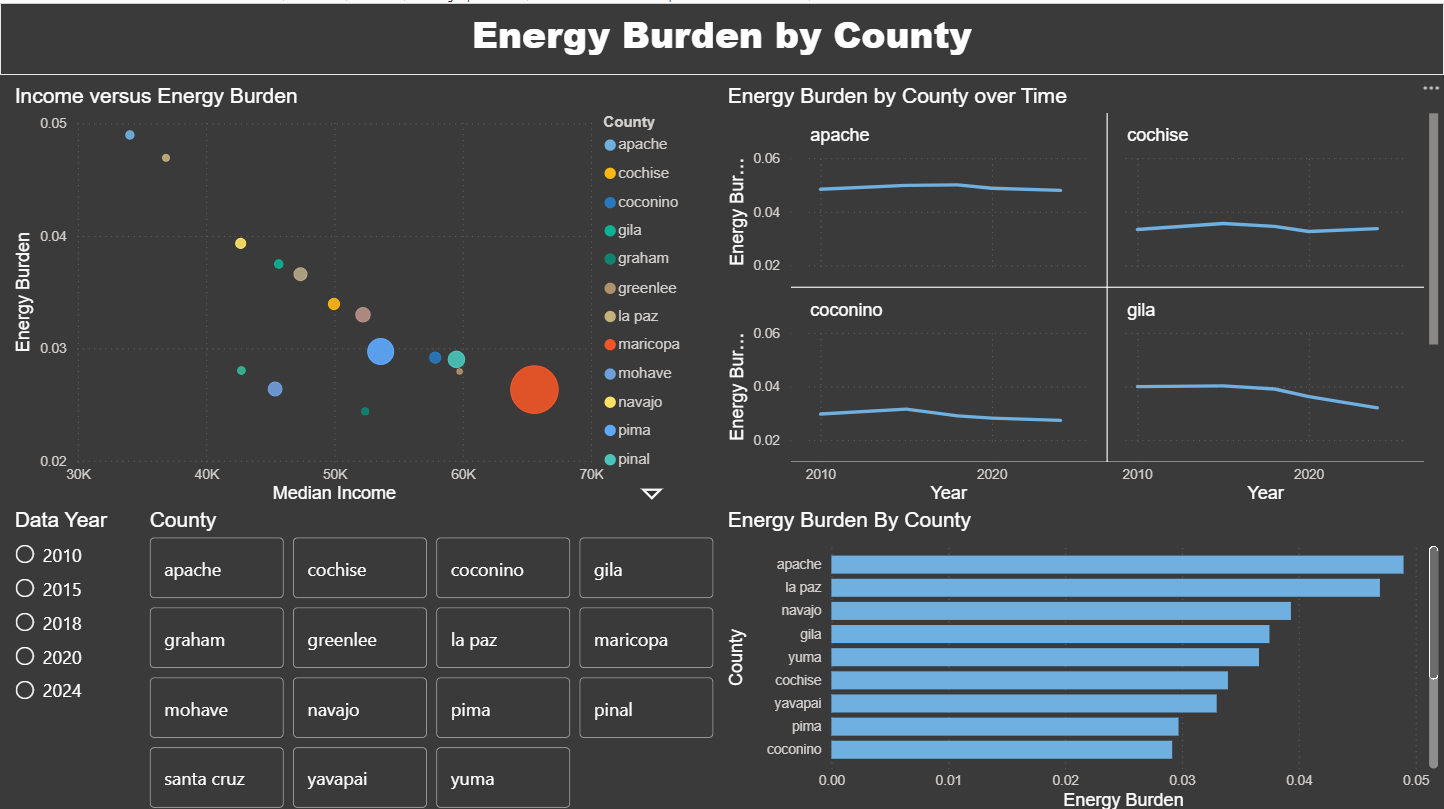 Energy Burden by County
Income versus Energy Burden
0.05
0.04
0.03
0.02
Energy Burden
30K 40K 50K 60K 70K
Median Income
County
apache
cochise
coconino
gila
graham
greenlee
la paz
maricopa
mohave
navajo
pima
pinal
Energy Burden by County over Time
apache
cochise
0.06
0.04
0.02
Energy Bur...
coconino
gila
0.06
0.04
0.02
Energy Bur...
2010 2020 2010 2020
Year Year
Data Year
2010
2015
2018
2020
2024
County
apache cochise coconino gila
graham greenlee la paz maricopa
mohave navajo pima pinal
santa cruz yavapai yuma
Energy Burden By County
County
apache
la paz
navajo
gila
yuma
cochise
yavapai
pima
coconino
0.00 0.01 0.02 0.03 0.04 0.05
Energy Burden